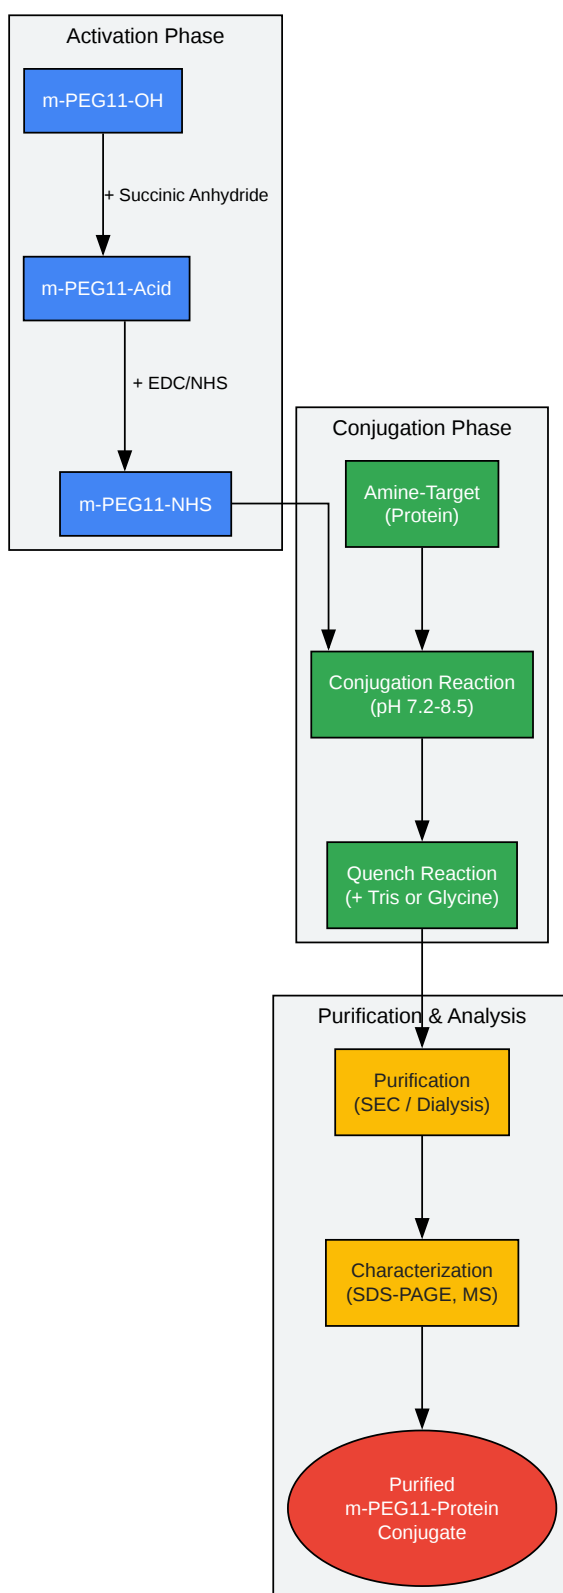 Activation Phase
m-PEG11-OH
+ Succinic Anhydride
m-PEG11-Acid
+ EDC/NHS
m-PEG11-NHS
Conjugation Phase
Amine-Target
(Protein)
Conjugation Reaction
(pH 7.2-8.5)
Quench Reaction
(+ Tris or Glycine)
Purification & Analysis
Purification
(SEC / Dialysis)
Characterization
(SDS-PAGE, MS)
Purified
m-PEG11-Protein
Conjugate